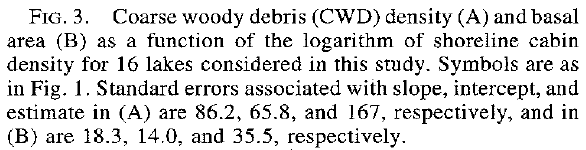 FIG. 3. Coarse woody debris (CWD) density (A) and basal
area (B) as a function of the logarithm of shoreline cabin
density for 16 lakes considered in this study. Symbols are as
in Fig. 1. Standard errors associated with slope, intercept, and
estimate in (A) are 86.2, 65.8, and 167, respectively, and in
(B) are 18.3, 14.0, and 35.5, respectively.